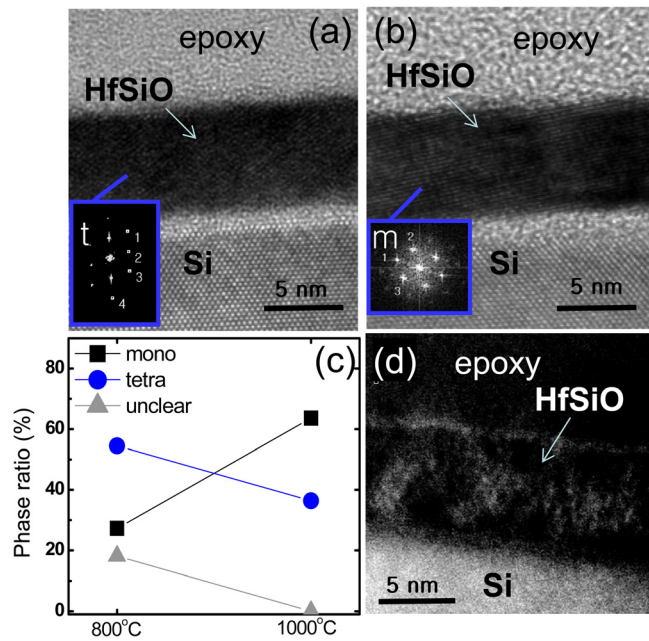 epoxy (a)
HfSiO
t
1
2
3
4
Si
5 nm
epoxy (b)
HfSiO
m
2
1
3
Si
5 nm
(c)
mono
tetra
unclear
Phase ratio (%)
80
60
40
20
0
800°C 1000°C
(d) epoxy
HfSiO
5 nm
Si